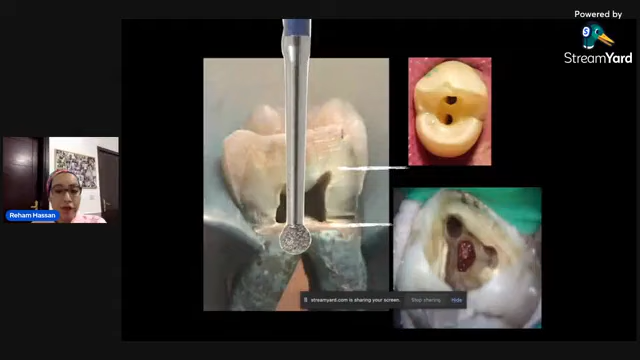 Powered by
StreamYard
Reham Hassan
streamyard.com is sharing your screen.
Stop sharing
Hide